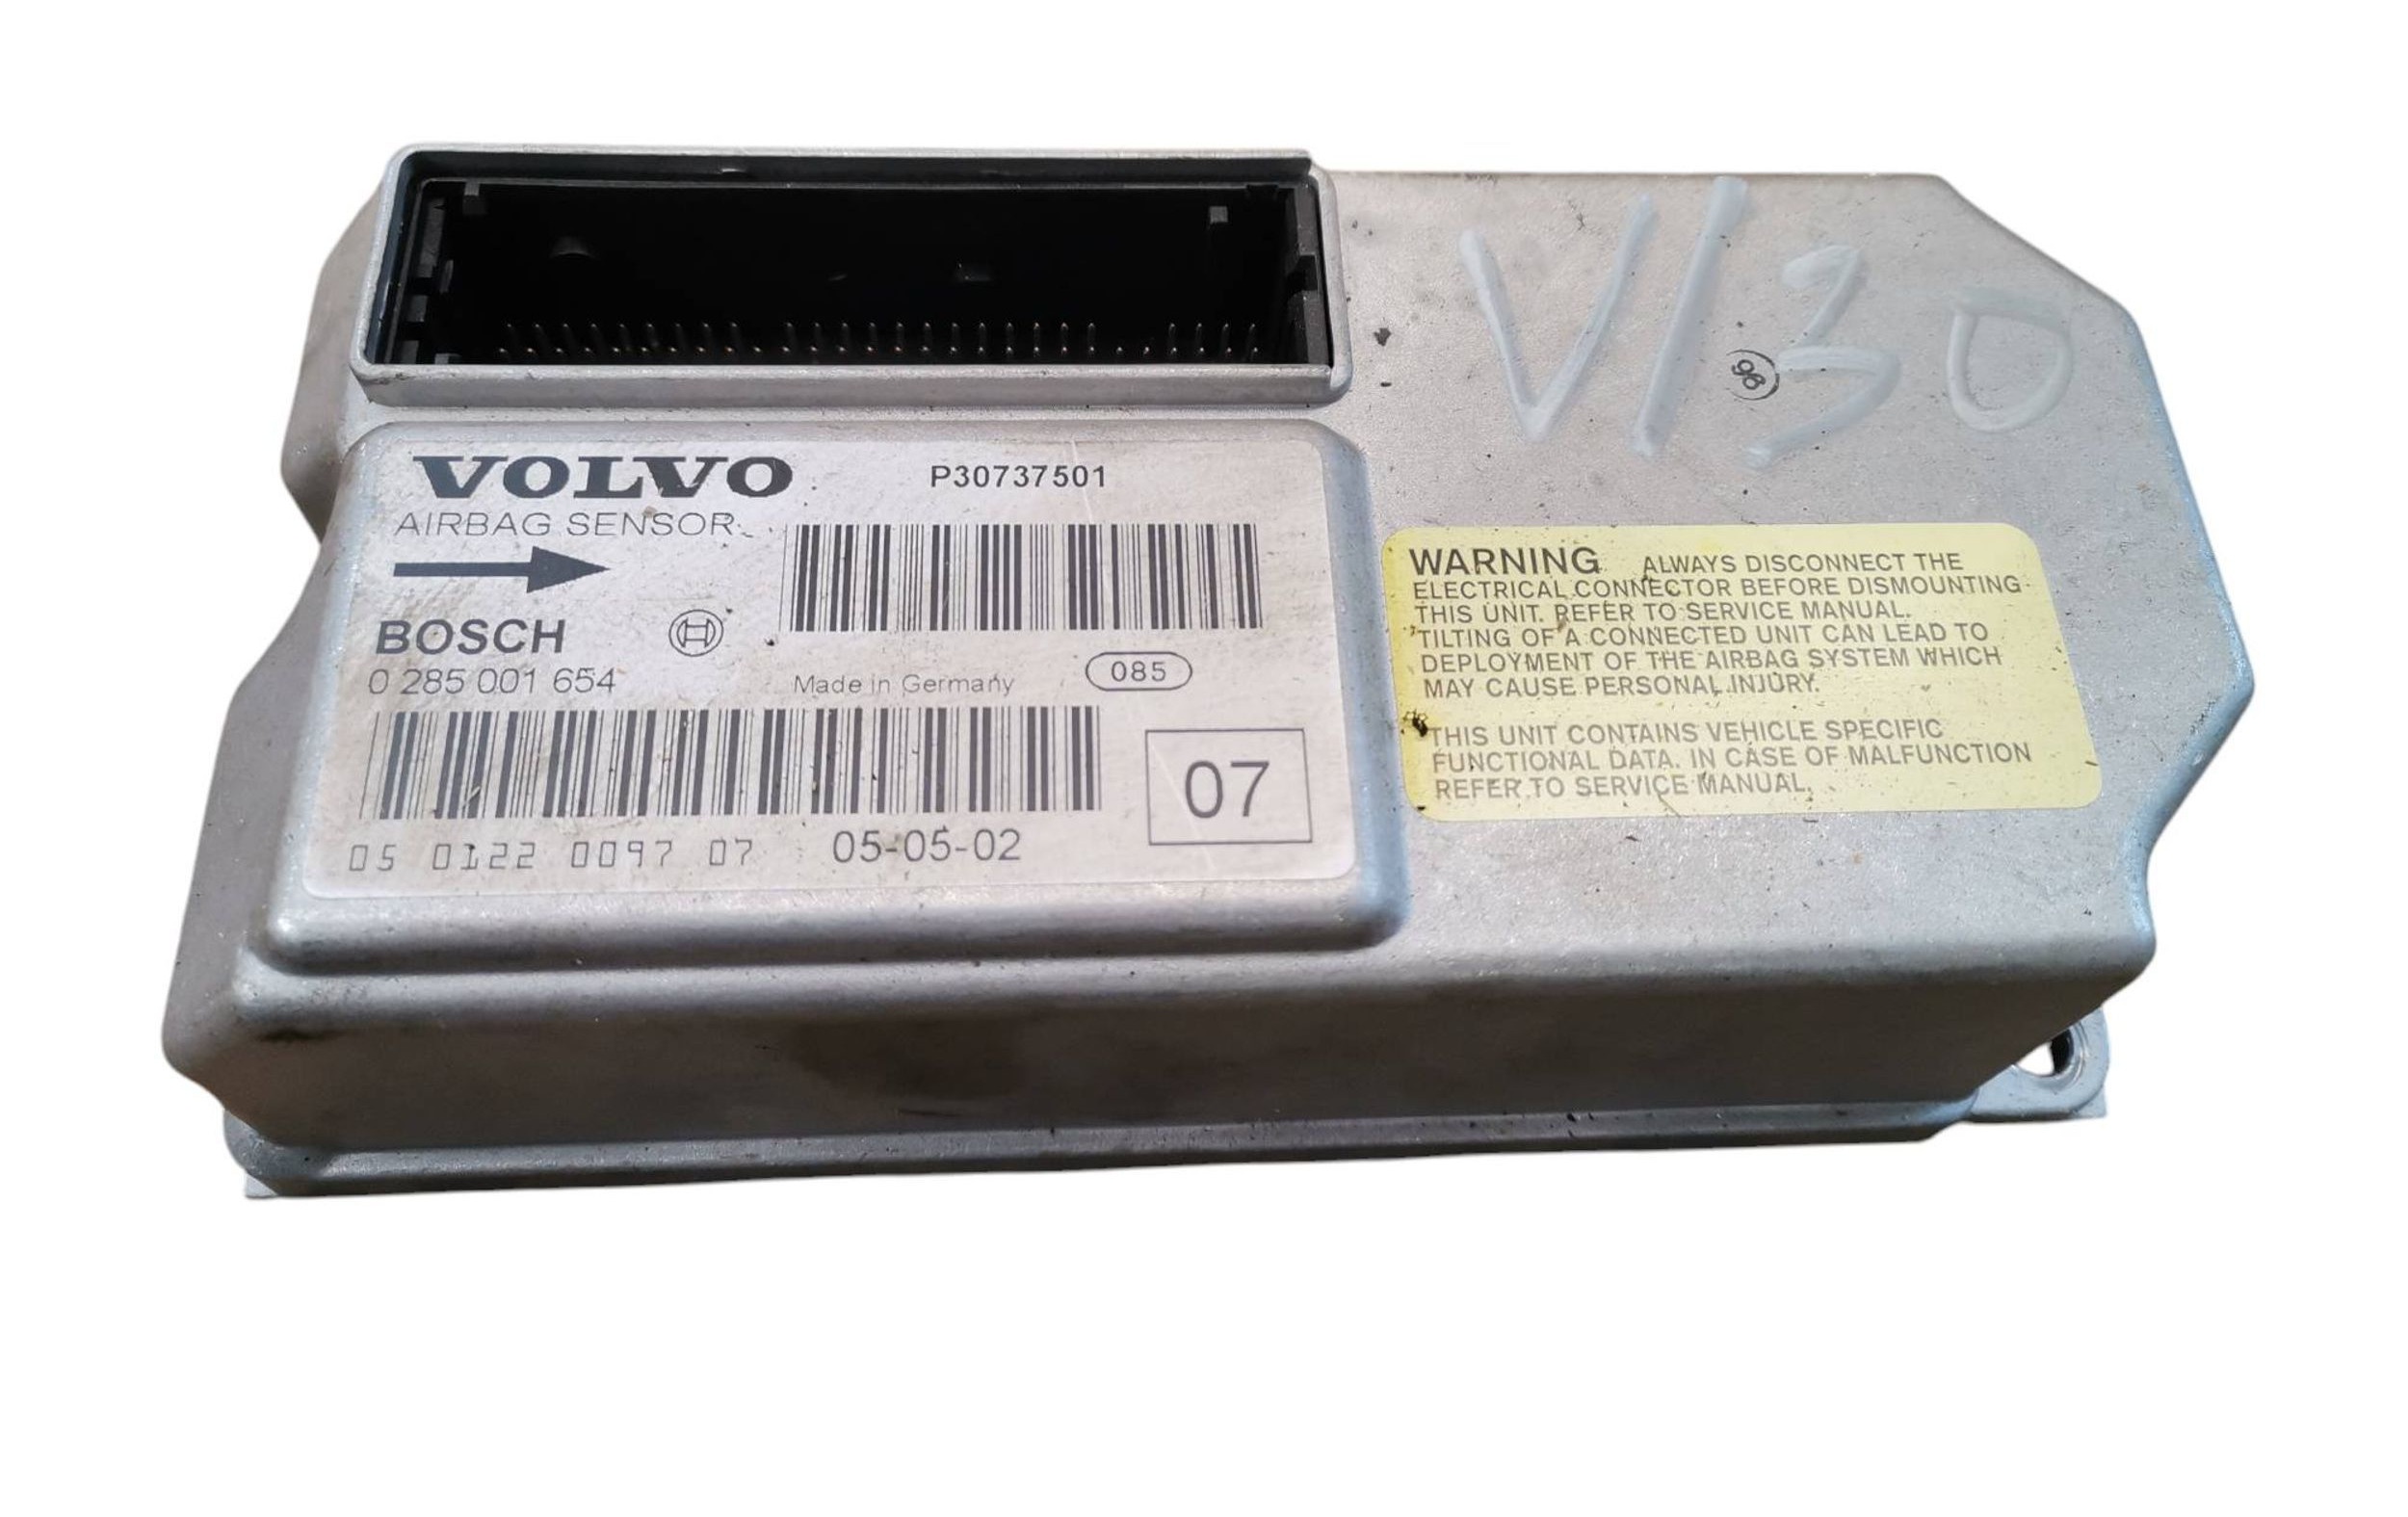 V130
96
VOLVO P30737501
AIRBAG SENSOR
BOSCH
0 285 001 654
Made in Germany 085
07
05 0122 0097 07 05-05-02
WARNING ALWAYS DISCONNECT THE
ELECTRICAL CONNECTOR BEFORE DISMOUNTING
THIS UNIT. REFER TO SERVICE MANUAL.
TILTING OF A CONNECTED UNIT CAN LEAD TO
DEPLOYMENT OF THE AIRBAG SYSTEM WHICH
MAY CAUSE PERSONAL INJURY.
THIS UNIT CONTAINS VEHICLE SPECIFIC
FUNCTIONAL DATA. IN CASE OF MALFUNCTION
REFER TO SERVICE MANUAL.